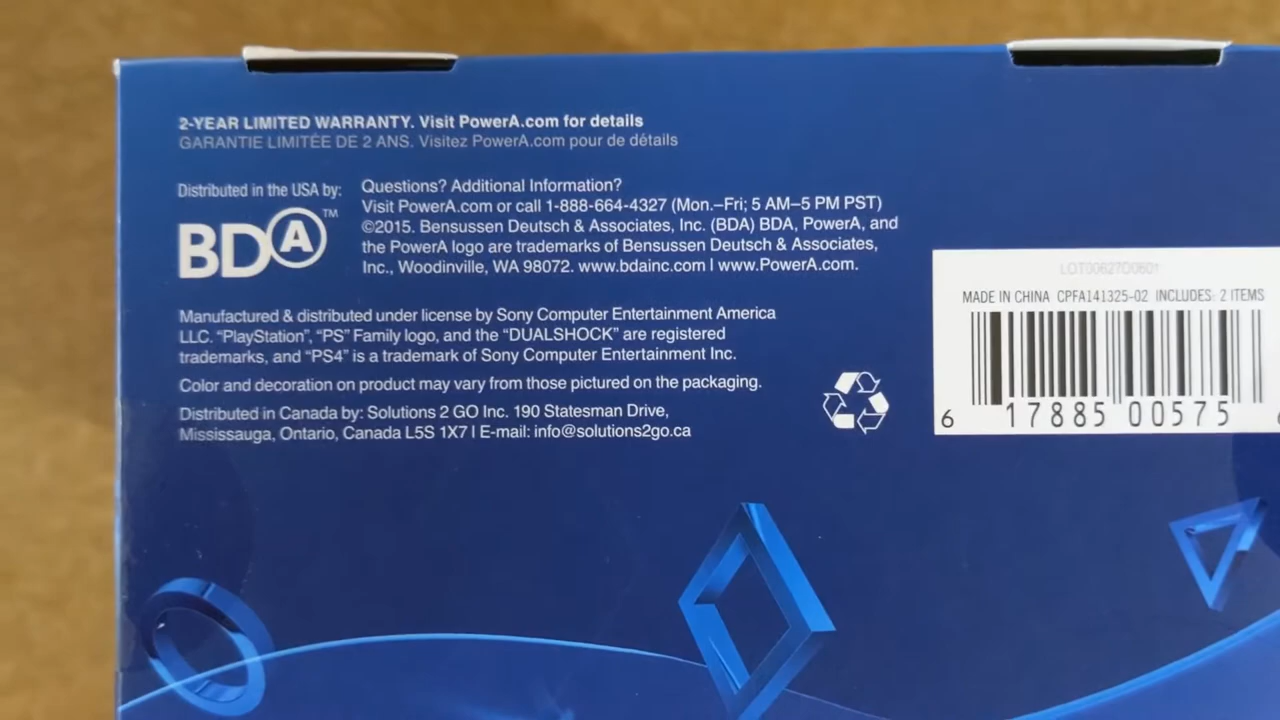 2-YEAR LIMITED WARRANTY. Visit PowerA.com for details
GARANTIE LIMITÉE DE 2 ANS. Visitez PowerA.com pour de détails
Distributed in the USA by:
BDA™
Questions? Additional Information?
Visit PowerA.com or call 1-888-664-4327 (Mon.–Fri; 5 AM–5 PM PST)
©2015. Bensussen Deutsch & Associates, Inc. (BDA) BDA, PowerA, and
the PowerA logo are trademarks of Bensussen Deutsch & Associates,
Inc., Woodinville, WA 98072. www.bdainc.com | www.PowerA.com.
Manufactured & distributed under license by Sony Computer Entertainment America
LLC. “PlayStation”, “PS” Family logo, and the “DUALSHOCK” are registered
trademarks, and “PS4” is a trademark of Sony Computer Entertainment Inc.
Color and decoration on product may vary from those pictured on the packaging.
Distributed in Canada by: Solutions 2 GO Inc. 190 Statesman Drive,
Mississauga, Ontario, Canada L5S 1X7 | E-mail: info@solutions2go.ca
MADE IN CHINA CPFA141325-02 INCLUDES: 2 ITEMS
6 17885 00575